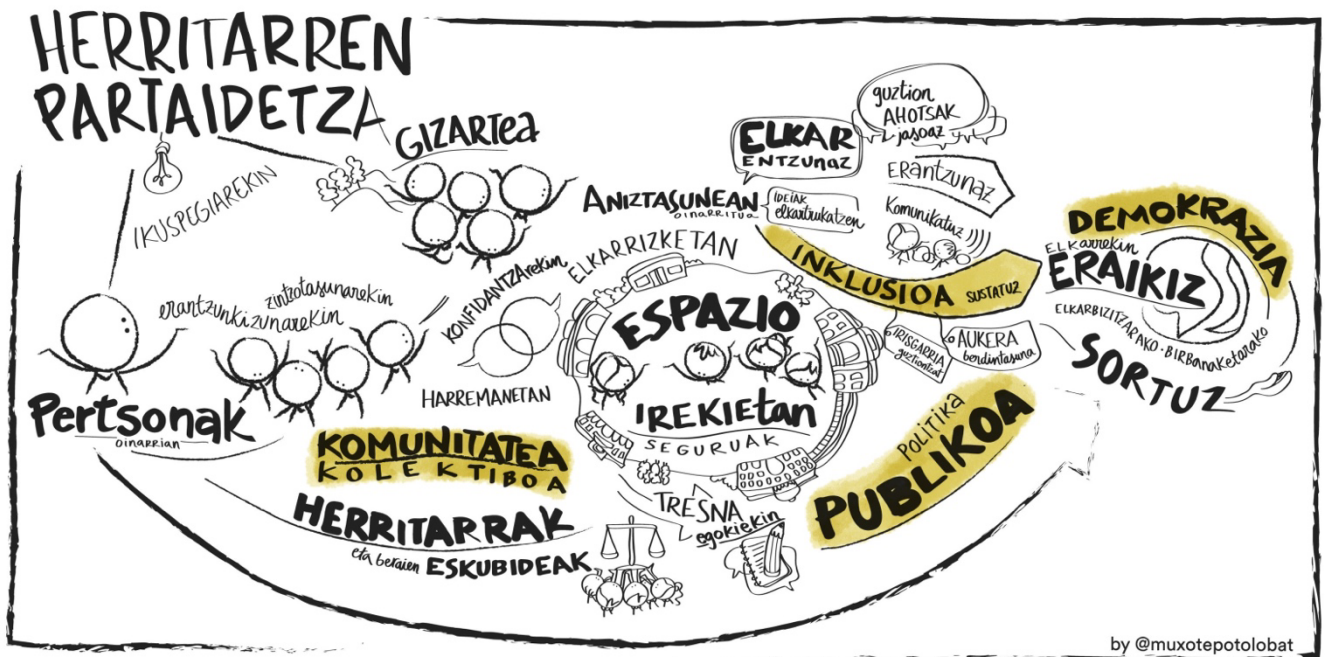 HERRITARREN
PARTAIDETZA
IKUSPEGIAREKIN
GIZARTEA
Pertsonak
OINARRIAN
erantzunkizunarekin
zintzotasunarekin
KONFIDANTZArekin
HARREMANETAN
KOMUNITATEA
KOLEKTIBOA
HERRITARRAK
eta beraien ESKUBIDEAK
ELKARRIZKETAN
ESPAZIO
IREKIETAN
SEGURUAK
TRESNA
egokiekin
ANIZTASUNEAN
OINARRITUA
IDEIAK
elkartrukatzen
ELKAR
ENTZUNAZ
guztion
AHOTSAK
jasoaz
ERANTZUNAZ
Komunikatuz
INKLUSIOA SUSTATUZ
IRISGARRIA
guztiontzat
AUKERA
berdintasuna
POLITIKA
PUBLIKOA
DEMOKRAZIA
ELKARREKIN
ERAIKIZ
ELKARBIZITZARAKO · BIRBANAKETARAKO
SORTUZ
by @muxotepotolobat